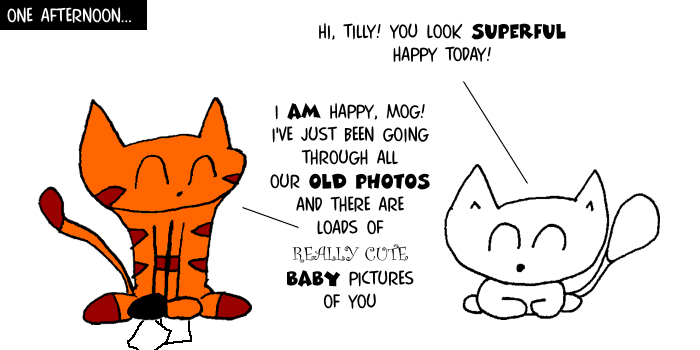 ONE AFTERNOON...
HI, TILLY! YOU LOOK SUPERFUL
HAPPY TODAY!
I AM HAPPY, MOG!
I'VE JUST BEEN GOING
THROUGH ALL
OUR OLD PHOTOS
AND THERE ARE
LOADS OF
REALLY CUTE
BABY PICTURES
OF YOU